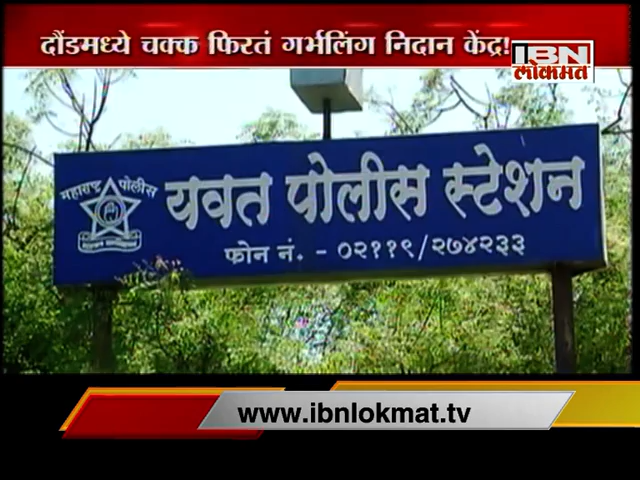 दौंडमध्ये चक्क फिरतं गर्भलिंग निदान केंद्र!
IBN
लोकमत
महाराष्ट्र पोलीस
यवत पोलीस स्टेशन
फोन नं. - ०२११९/२७४२३३
www.ibnlokmat.tv